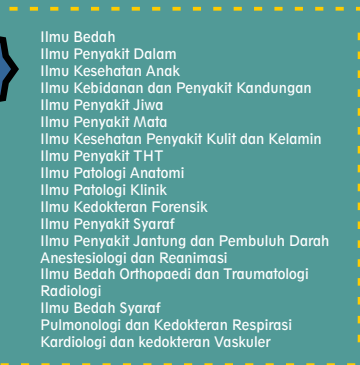 Ilmu Bedah
Ilmu Penyakit Dalam
Ilmu Kesehatan Anak
Ilmu Kebidanan dan Penyakit Kandungan
Ilmu Penyakit Jiwa
Ilmu Penyakit Mata
Ilmu Kesehatan Penyakit Kulit dan Kelamin
Ilmu Penyakit THT
Ilmu Patologi Anatomi
Ilmu Patologi Klinik
Ilmu Kedokteran Forensik
Ilmu Penyakit Syaraf
Ilmu Penyakit Jantung dan Pembuluh Darah
Anestesiologi dan Reanimasi
Ilmu Bedah Orthopaedi dan Traumatologi
Radiologi
Ilmu Bedah Syaraf
Pulmonologi dan Kedokteran Respirasi
Kardiologi dan kedokteran Vaskuler